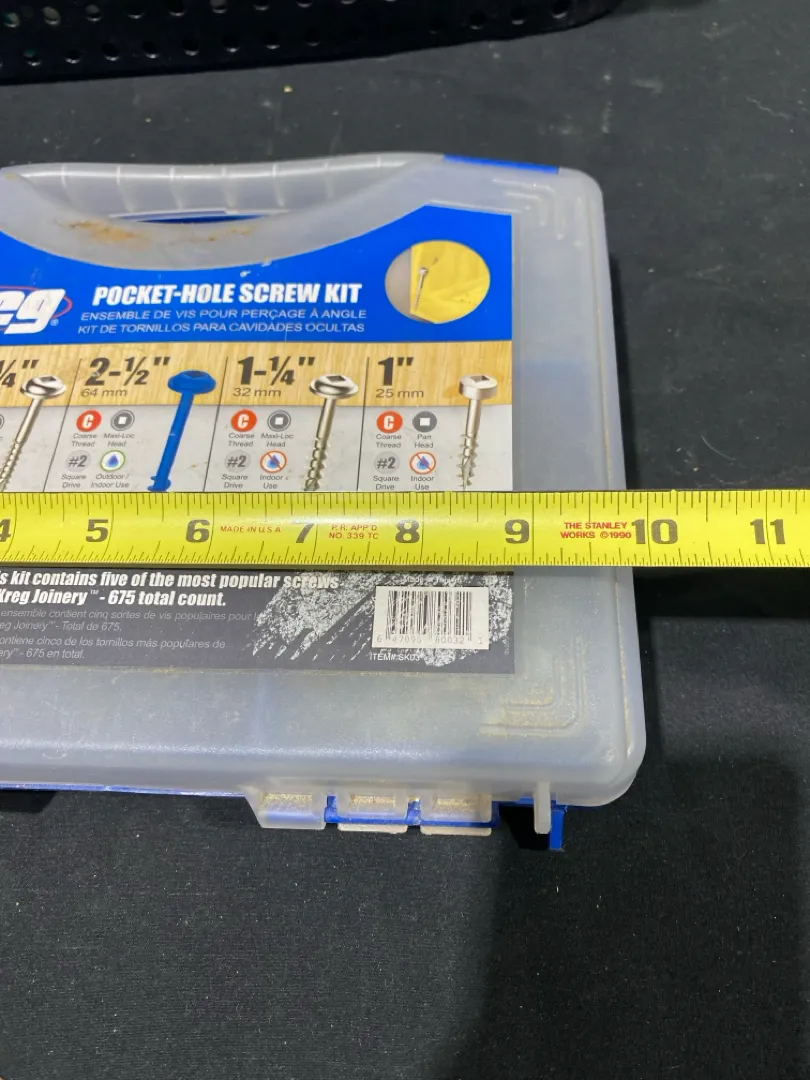 eg®
POCKET-HOLE SCREW KIT
ENSEMBLE DE VIS POUR PERÇAGE À ANGLE
KIT DE TORNILLOS PARA CAVIDADES OCULTAS
¼" 2-½" 1-¼" 1"
64 mm 32 mm 25 mm
C C C
Coarse Thread Maxi-Loc Head Coarse Thread Maxi-Loc Head Coarse Thread Pan Head
#2 #2 #2
Square Drive Outdoor / Indoor Use Square Drive Indoor Use Square Drive Indoor Use
4 5 6 MADE IN U S A 7 P.R. APP'D NO. 339 TC 8 9 THE STANLEY WORKS ©1990 10 11
s kit contains five of the most popular screws
Kreg Joinery™ - 675 total count.
ensemble contient cinq sortes de vis populaires pour
eg Joinery™ - Total de 675.
ontiene cinco de los tornillos más populares de
ery™ - 675 en total.
ITEM# SK03